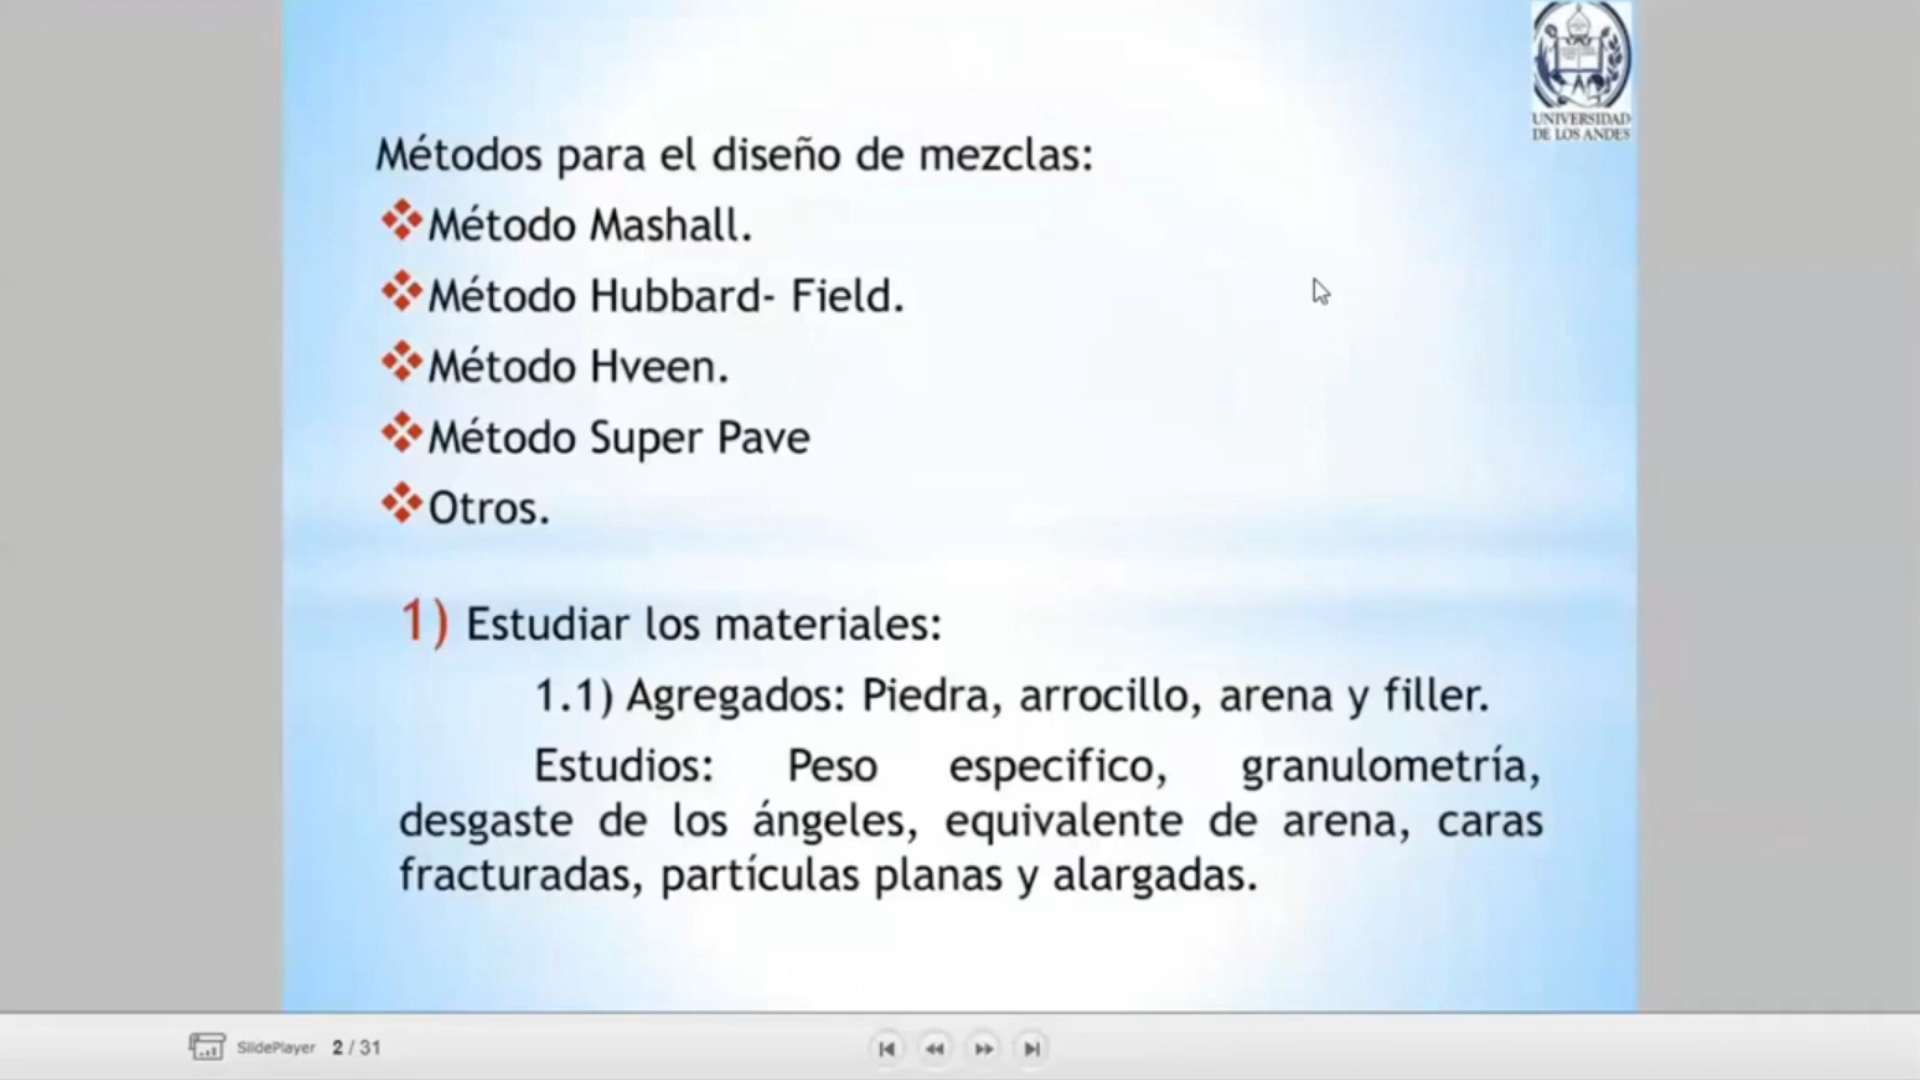 UNIVERSIDAD
DE LOS ANDES
Métodos para el diseño de mezclas:
Método Mashall.
Método Hubbard- Field.
Método Hveen.
Método Super Pave
Otros.
1) Estudiar los materiales:
1.1) Agregados: Piedra, arrocillo, arena y filler.
Estudios: Peso especifico, granulometría,
desgaste de los ángeles, equivalente de arena, caras
fracturadas, partículas planas y alargadas.
SlidePlayer 2 / 31